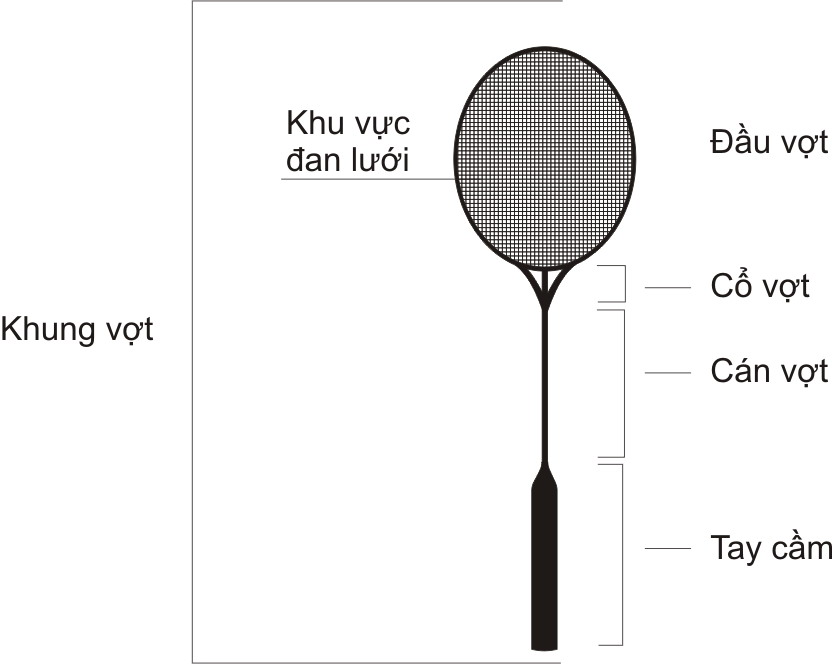 Khu vực
đan lưới
Đầu vợt
Cổ vợt
Khung vợt
Cán vợt
Tay cầm